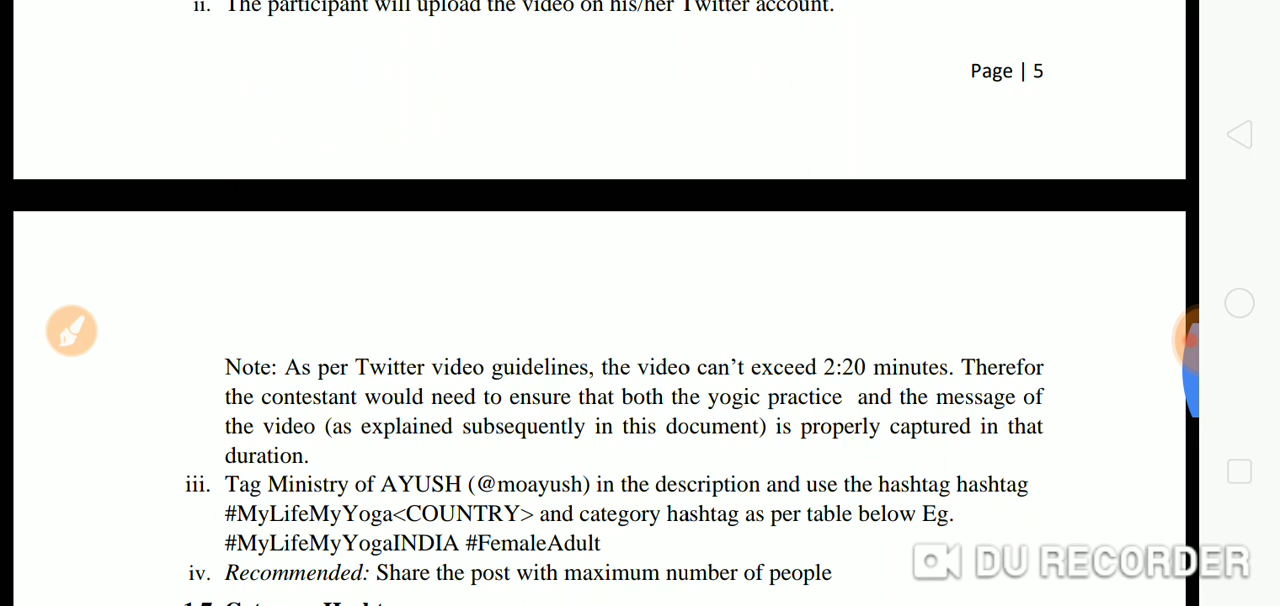 ii. The participant will upload the video on his/her Twitter account.
Page | 5
Note: As per Twitter video guidelines, the video can’t exceed 2:20 minutes. Therefor
the contestant would need to ensure that both the yogic practice and the message of
the video (as explained subsequently in this document) is properly captured in that
duration.
iii. Tag Ministry of AYUSH (@moayush) in the description and use the hashtag hashtag
#MyLifeMyYoga<COUNTRY> and category hashtag as per table below Eg.
#MyLifeMyYogaINDIA #FemaleAdult
iv. Recommended: Share the post with maximum number of people
DU RECORDER